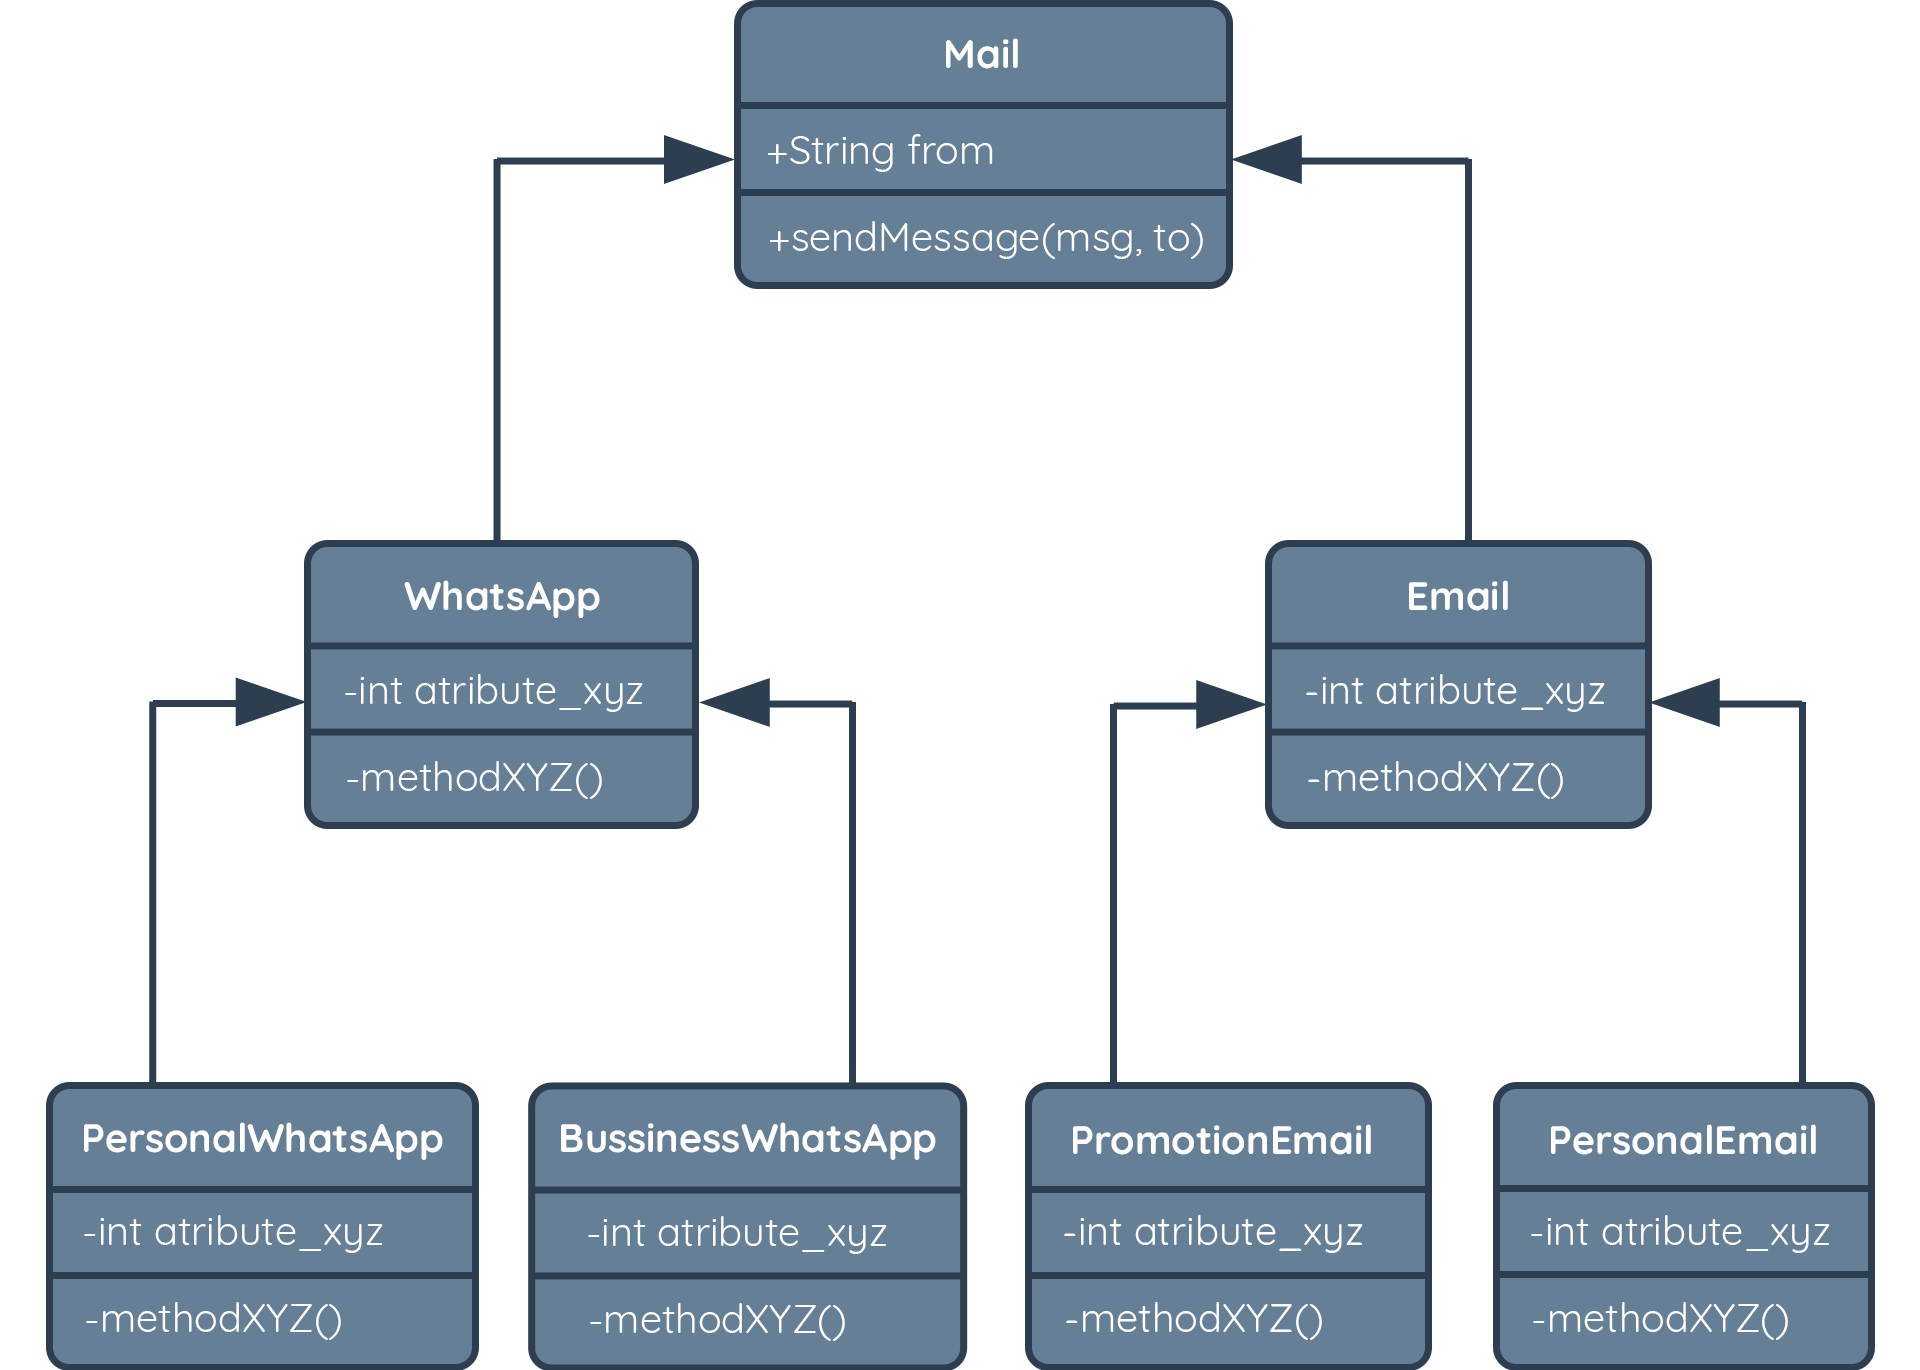 Mail
+String from
+sendMessage(msg, to)
WhatsApp
-int atribute_xyz
-methodXYZ()
Email
-int atribute_xyz
-methodXYZ()
PersonalWhatsApp
-int atribute_xyz
-methodXYZ()
BussinessWhatsApp
-int atribute_xyz
-methodXYZ()
PromotionEmail
-int atribute_xyz
-methodXYZ()
PersonalEmail
-int atribute_xyz
-methodXYZ()